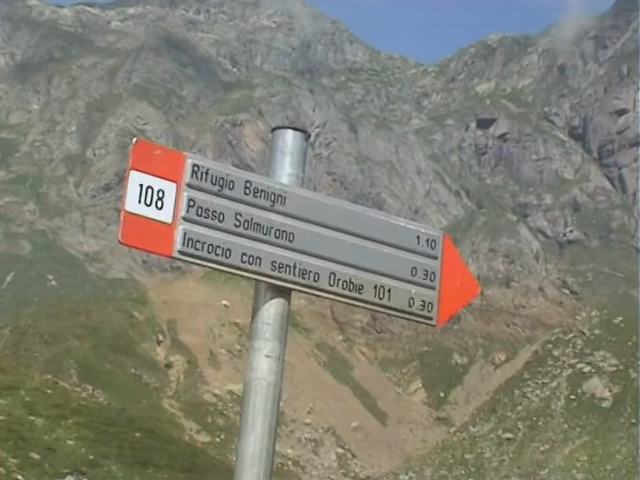 108
Rifugio Benigni 1.10
Passo Salmurano 0.30
Incrocio con sentiero Orobie 101 0.30